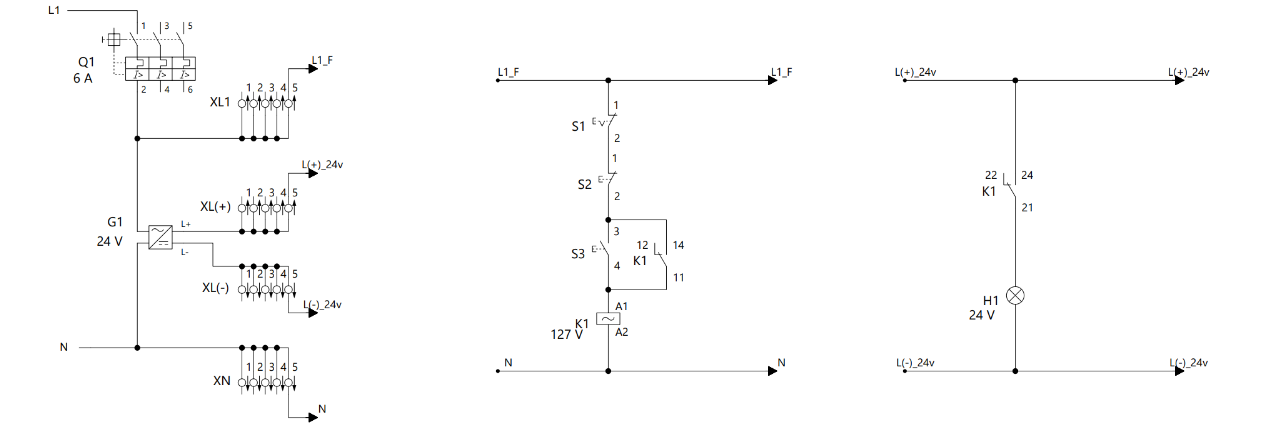 L1
1 3 5
Q1
6 A
2 4 6
L1_F
1 2 3 4 5
XL1
L(+)_24v
1 2 3 4 5
XL(+)
G1
24 V
L+
L-
1 2 3 4 5
XL(-)
L(-)_24v
N
1 2 3 4 5
XN
N
L1_F L1_F
1
S1
2
1
S2
2
3
S3
4
12 14
K1
11
A1
K1
127 V
A2
N N
L(+)_24v L(+)_24v
22 24
K1
21
H1
24 V
L(-)_24v L(-)_24v